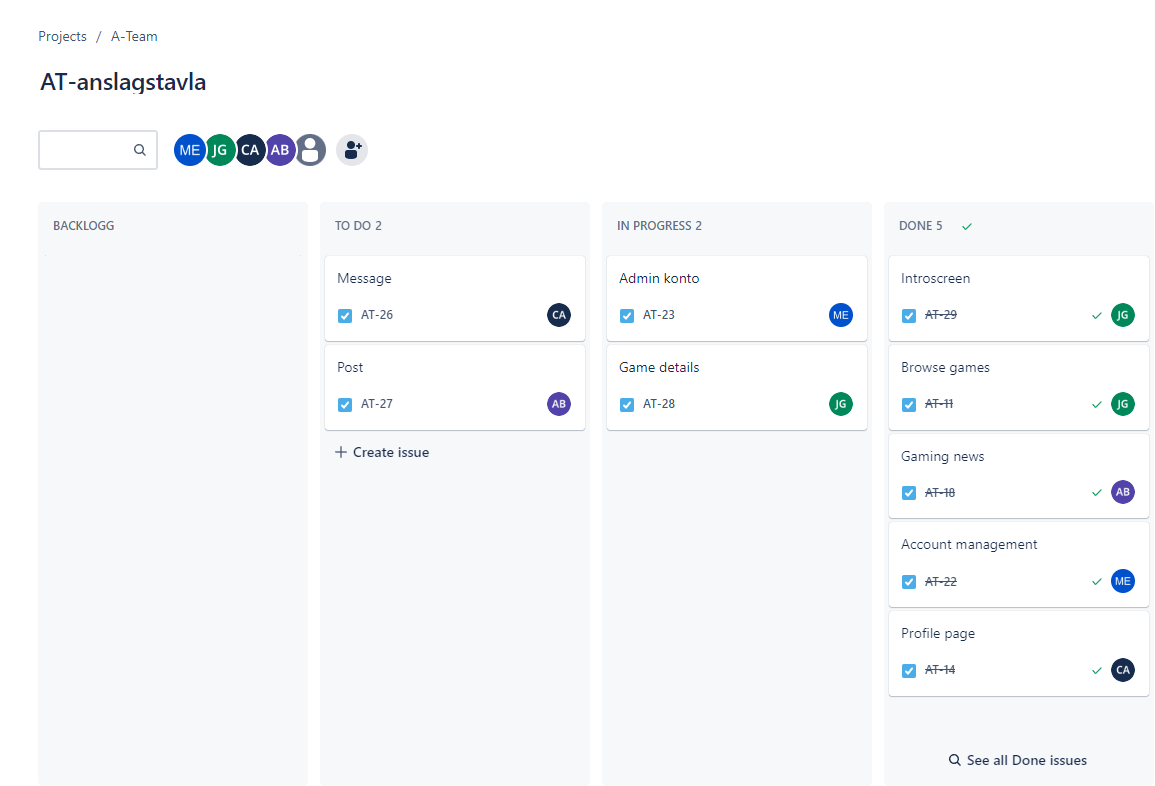 Projects / A-Team
AT-anslagstavla
ME JG CA AB
BACKLOGG
TO DO 2
Message
AT-26 CA
Post
AT-27 AB
+ Create issue
IN PROGRESS 2
Admin konto
AT-23 ME
Game details
AT-28 JG
DONE 5
Introscreen
AT-29 JG
Browse games
AT-11 JG
Gaming news
AT-18 AB
Account management
AT-22 ME
Profile page
AT-14 CA
See all Done issues